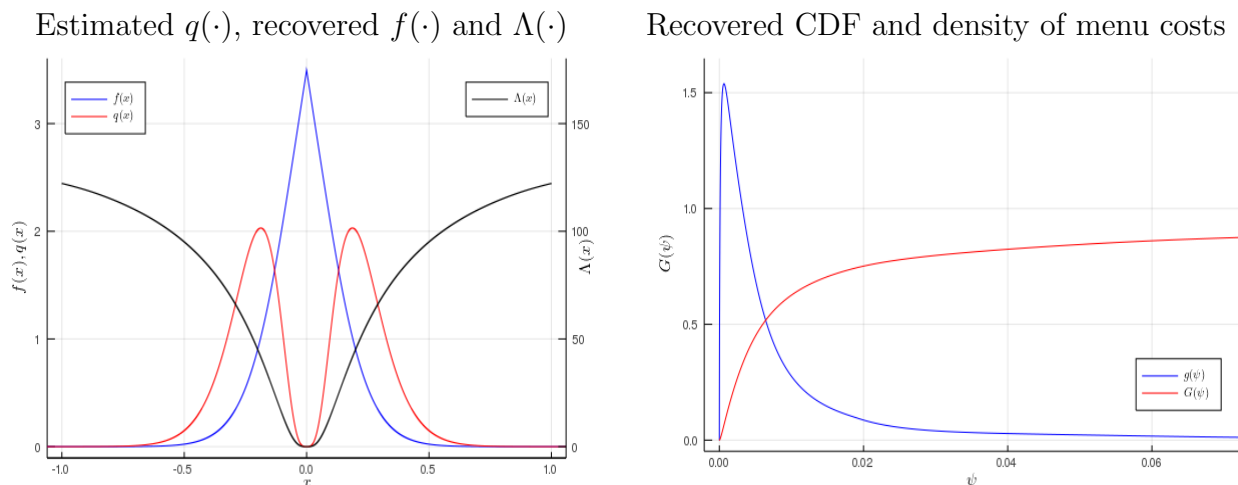 Estimated q(·), recovered f(·) and Λ(·)
Recovered CDF and density of menu costs
f(x)
q(x)
Λ(x)
3
2
1
0
150
100
50
0
f(x), q(x)
Λ(x)
-1.0 -0.5 0.0 0.5 1.0
x
1.5
1.0
0.5
0.0
G(ψ)
g(ψ)
G(ψ)
0.00 0.02 0.04 0.06
ψ